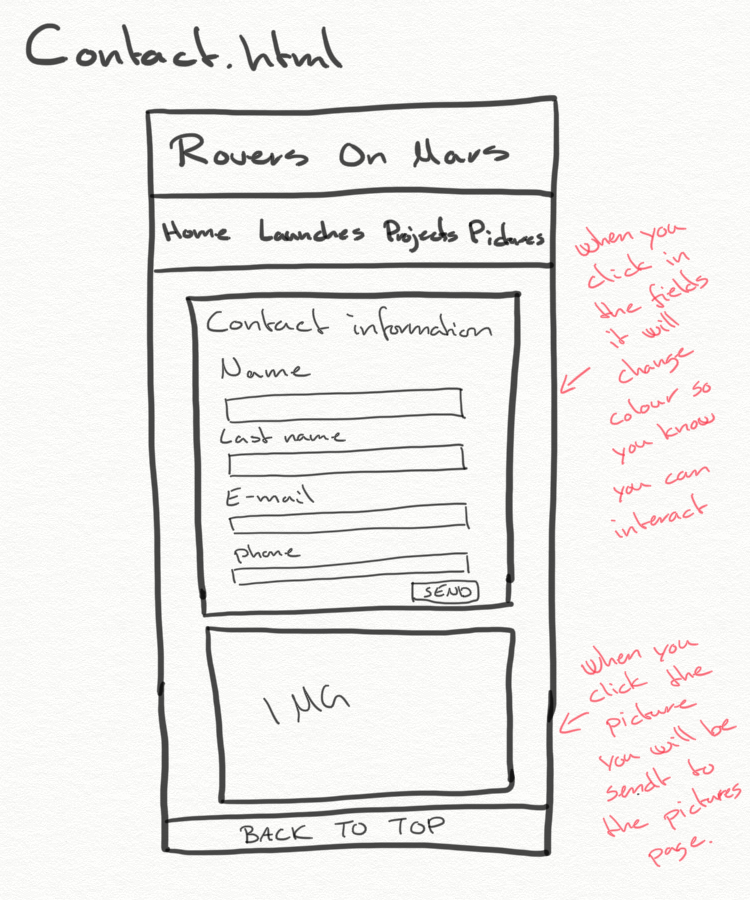 Contact.html
Rovers On Mars
Home Launches Projects Pictures
Contact information
Name
Last name
E-mail
phone
SEND
when you
click in
the fields
it will
change
colour so
you know
you can
interact
IMG
when you
click the
picture
you will be
sendt to
the pictures
page.
BACK TO TOP